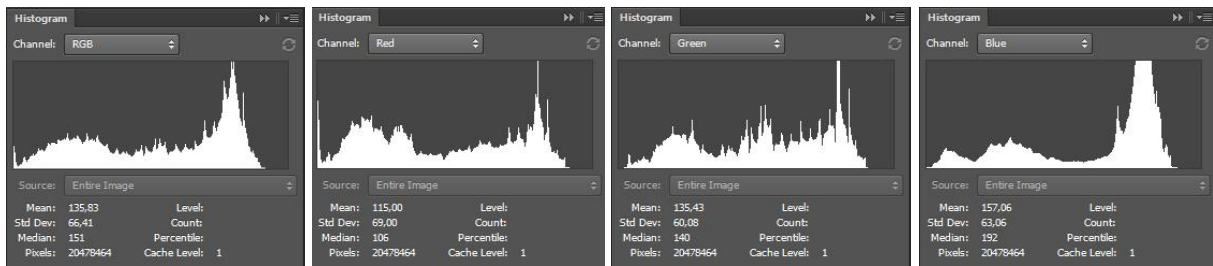 Histogram
Channel: RGB
Source: Entire Image
Mean: 135,83 Level:
Std Dev: 66,41 Count:
Median: 151 Percentile:
Pixels: 20478464 Cache Level: 1
Histogram
Channel: Red
Source: Entire Image
Mean: 115,00 Level:
Std Dev: 69,00 Count:
Median: 106 Percentile:
Pixels: 20478464 Cache Level: 1
Histogram
Channel: Green
Source: Entire Image
Mean: 135,43 Level:
Std Dev: 60,08 Count:
Median: 140 Percentile:
Pixels: 20478464 Cache Level: 1
Histogram
Channel: Blue
Source: Entire Image
Mean: 157,06 Level:
Std Dev: 63,06 Count:
Median: 192 Percentile:
Pixels: 20478464 Cache Level: 1